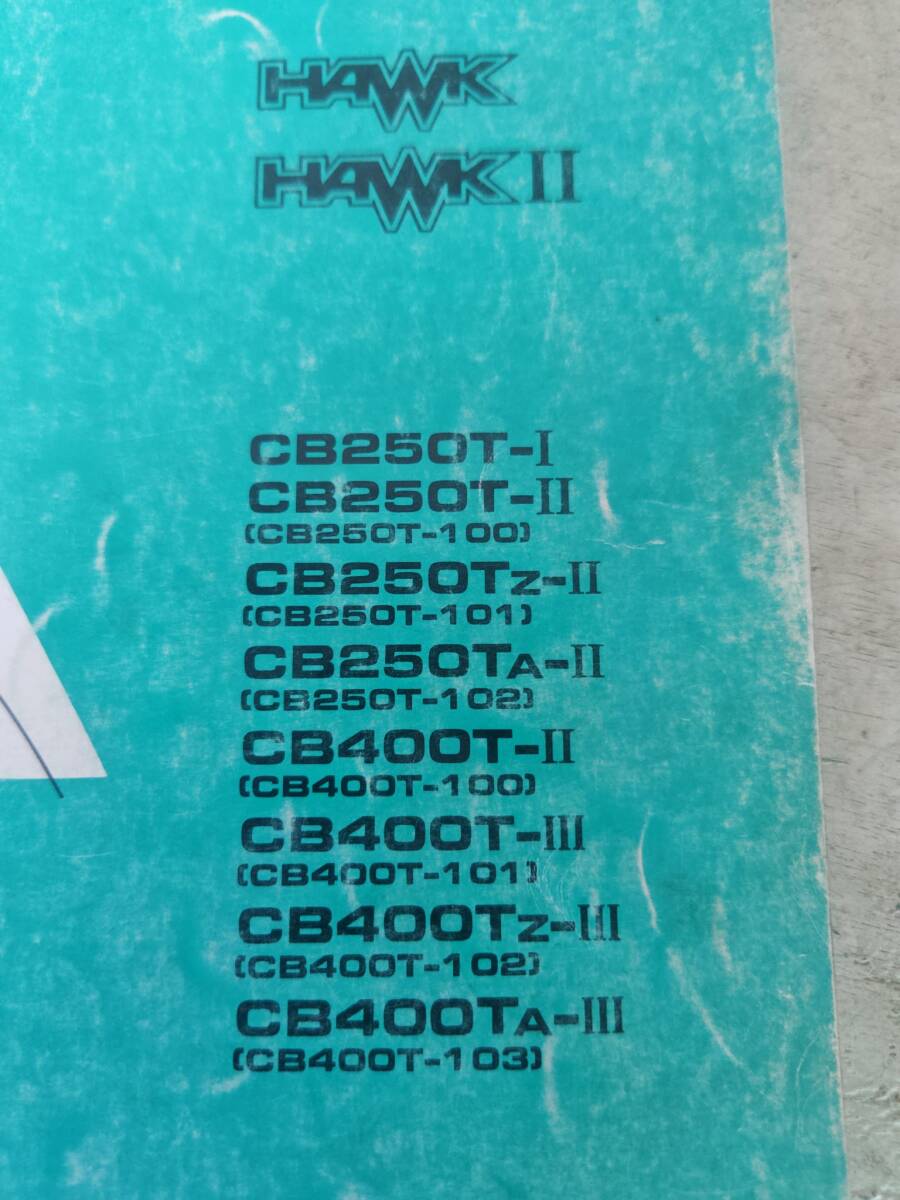 HAWK
HAWK II
CB250T-I
CB250T-II
(CB250T-100)
CB250TZ-II
(CB250T-101)
CB250TA-II
(CB250T-102)
CB400T-II
(CB400T-100)
CB400T-III
(CB400T-101)
CB400TZ-III
(CB400T-102)
CB400TA-III
(CB400T-103)